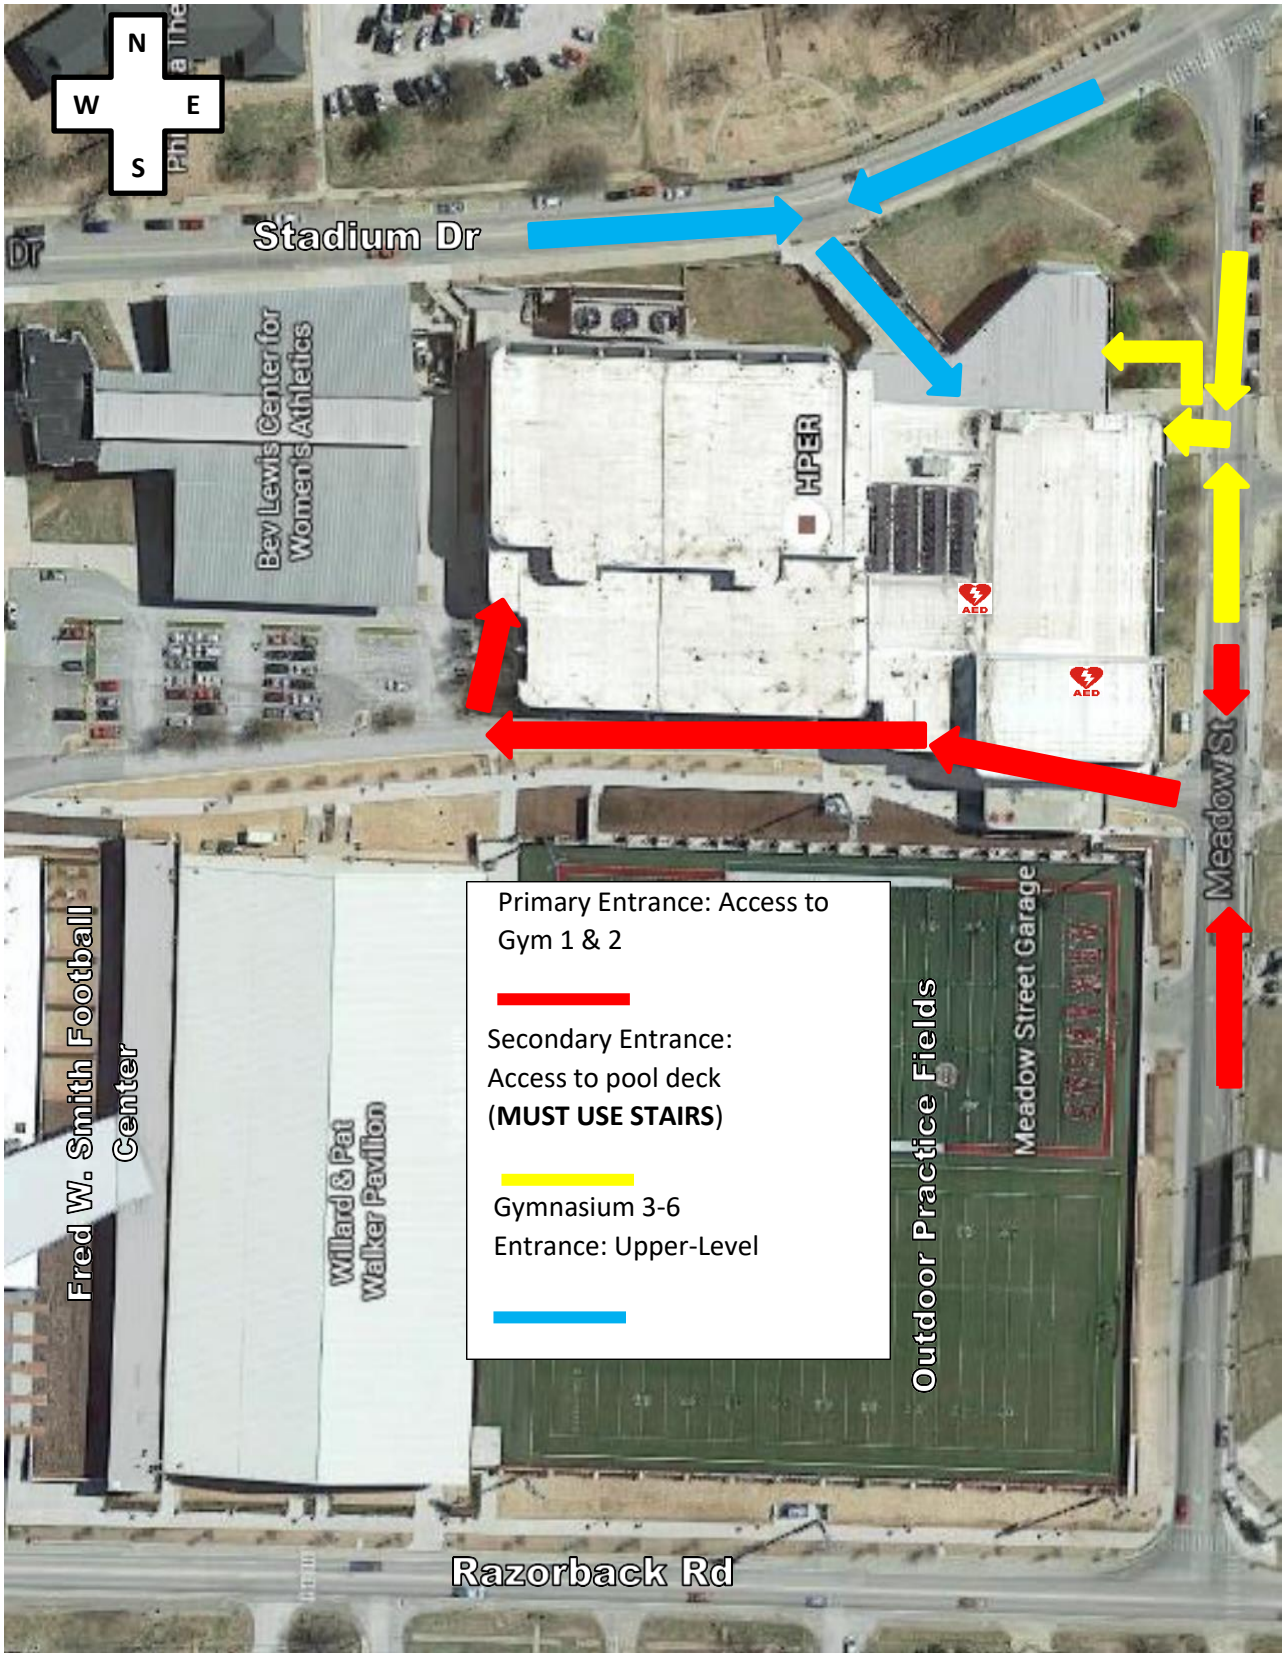 N
W E
S
Phi
a The
Dr
Stadium Dr
Bev Lewis Center for
Women's Athletics
HPER
AED
AED
Meadow St
Primary Entrance: Access to
Gym 1 & 2
Secondary Entrance:
Access to pool deck
(MUST USE STAIRS)
Gymnasium 3-6
Entrance: Upper-Level
Fred W. Smith Football
Center
Willard & Pat
Walker Pavilion
Outdoor Practice Fields
Meadow Street Garage
Razorback Rd